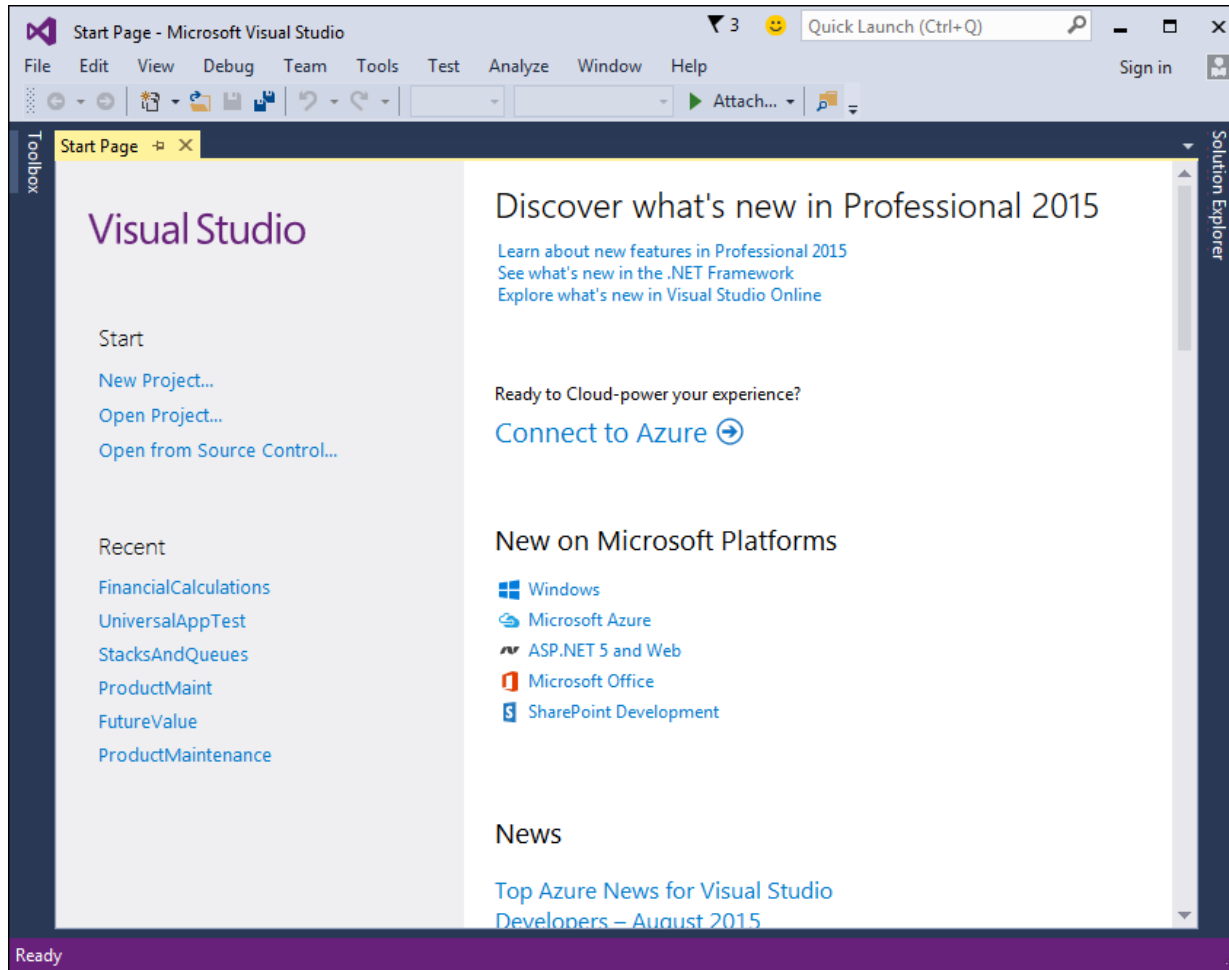 Start Page - Microsoft Visual Studio
3
Quick Launch (Ctrl+Q)
File Edit View Debug Team Tools Test Analyze Window Help
Sign in
Attach...
Toolbox
Start Page
Solution Explorer
Visual Studio
Start
New Project...
Open Project...
Open from Source Control...
Recent
FinancialCalculations
UniversalAppTest
StacksAndQueues
ProductMaint
FutureValue
ProductMaintenance
Discover what's new in Professional 2015
Learn about new features in Professional 2015
See what's new in the .NET Framework
Explore what's new in Visual Studio Online
Ready to Cloud-power your experience?
Connect to Azure
New on Microsoft Platforms
Windows
Microsoft Azure
ASP.NET 5 and Web
Microsoft Office
SharePoint Development
News
Top Azure News for Visual Studio
Developers – August 2015
Ready